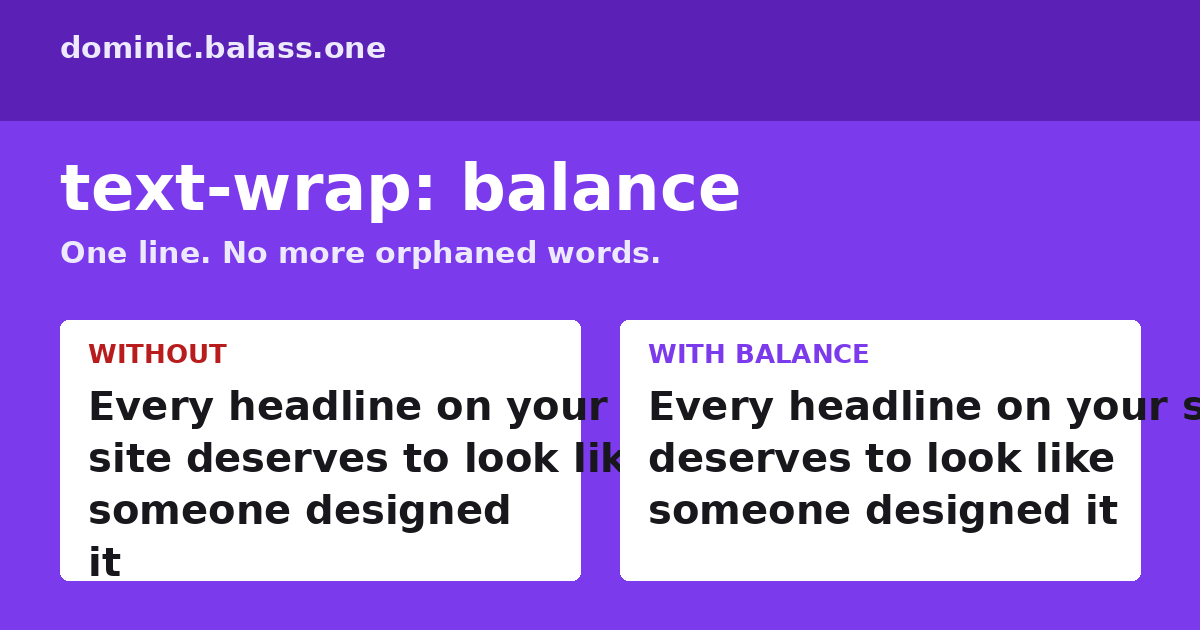 dominic.balass.one
text-wrap: balance
One line. No more orphaned words.
WITHOUT
Every headline on your
site deserves to look lik
someone designed
it
WITH BALANCE
Every headline on your s
deserves to look like
someone designed it